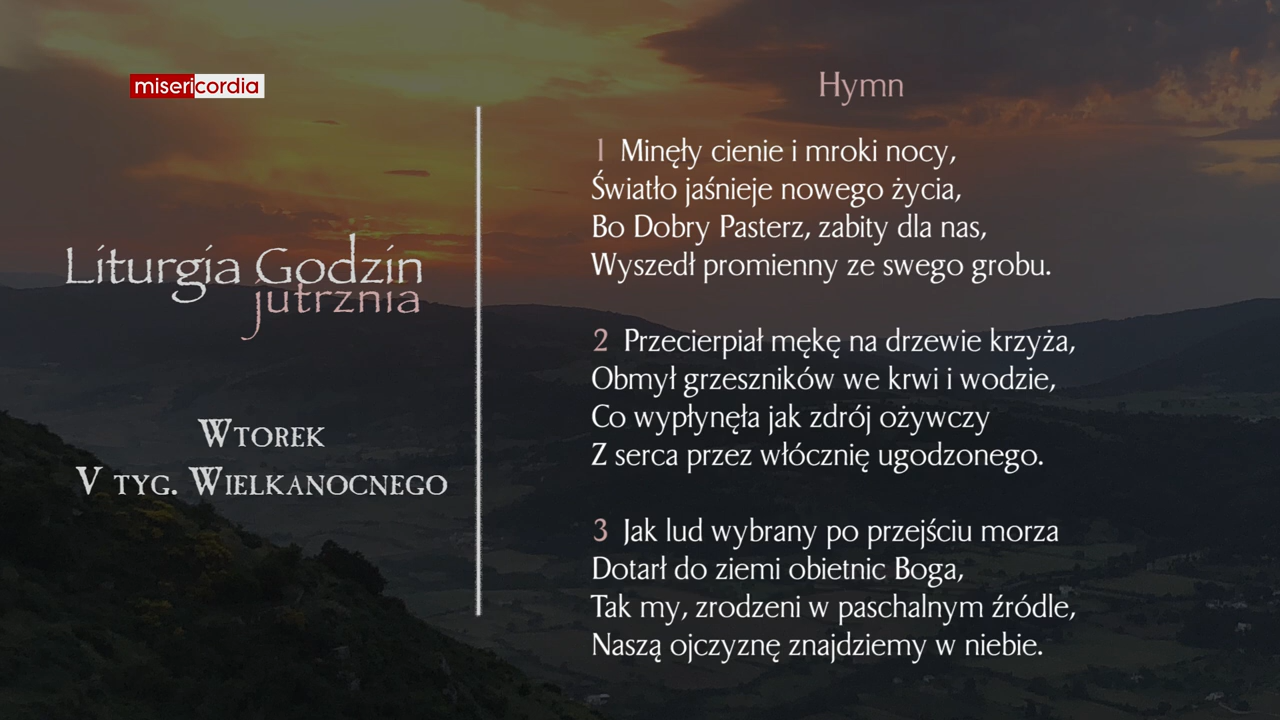 misericordia
Liturgia Godzin
jutrznia
Wtorek
V tyg. Wielkanocnego
Hymn
1 Minęły cienie i mroki nocy,
Światło jaśnieje nowego życia,
Bo Dobry Pasterz, zabity dla nas,
Wyszedł promienny ze swego grobu.
2 Przecierpiał mękę na drzewie krzyża,
Obmył grzeszników we krwi i wodzie,
Co wypłynęła jak zdrój ożywczy
Z serca przez włócznię ugodzonego.
3 Jak lud wybrany po przejściu morza
Dotarł do ziemi obietnic Boga,
Tak my, zrodzeni w paschalnym źródle,
Naszą ojczyznę znajdziemy w niebie.